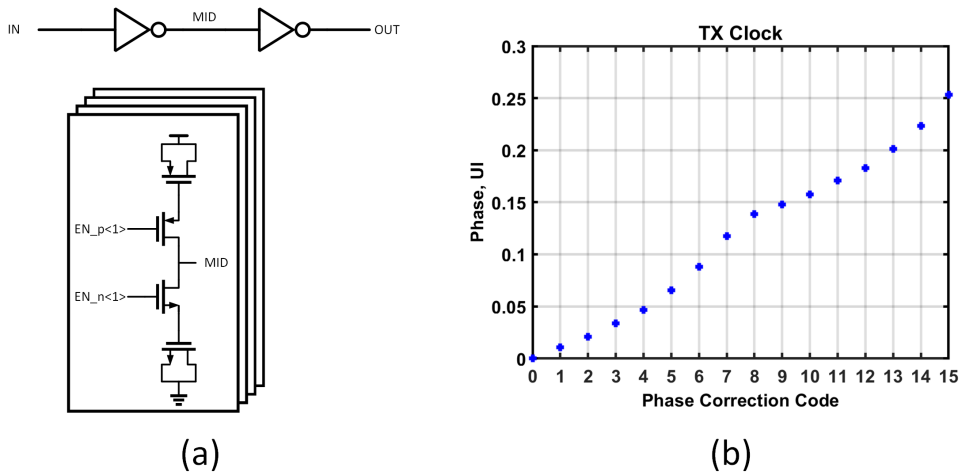 IN
MID
OUT
EN_p<1>
MID
EN_n<1>
(a)
TX Clock
Phase, UI
0.3
0.25
0.2
0.15
0.1
0.05
0
0 1 2 3 4 5 6 7 8 9 10 11 12 13 14 15
Phase Correction Code
(b)